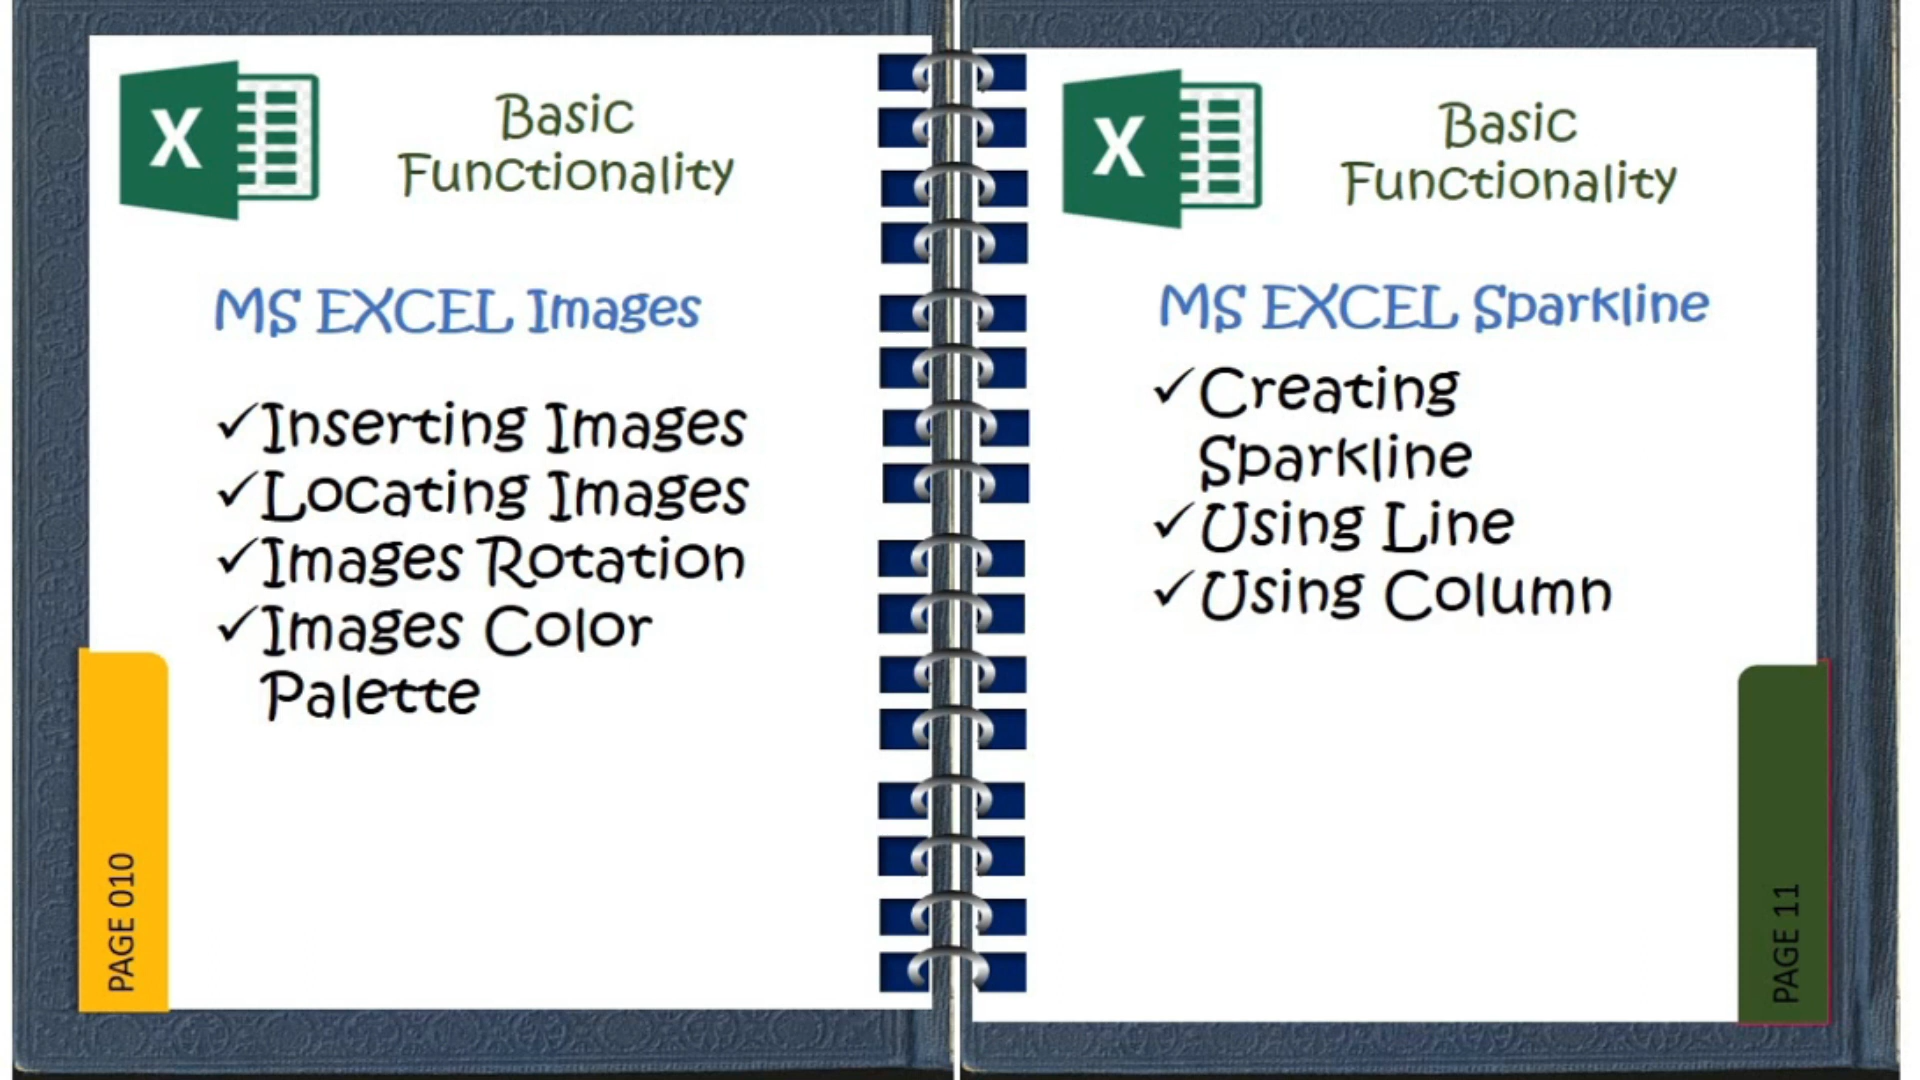 X
Basic
Functionality
MS EXCEL Images
✓Inserting Images
✓Locating Images
✓Images Rotation
✓Images Color
Palette
PAGE 010
X
Basic
Functionality
MS EXCEL Sparkline
✓Creating
Sparkline
✓Using Line
✓Using Column
PAGE 11